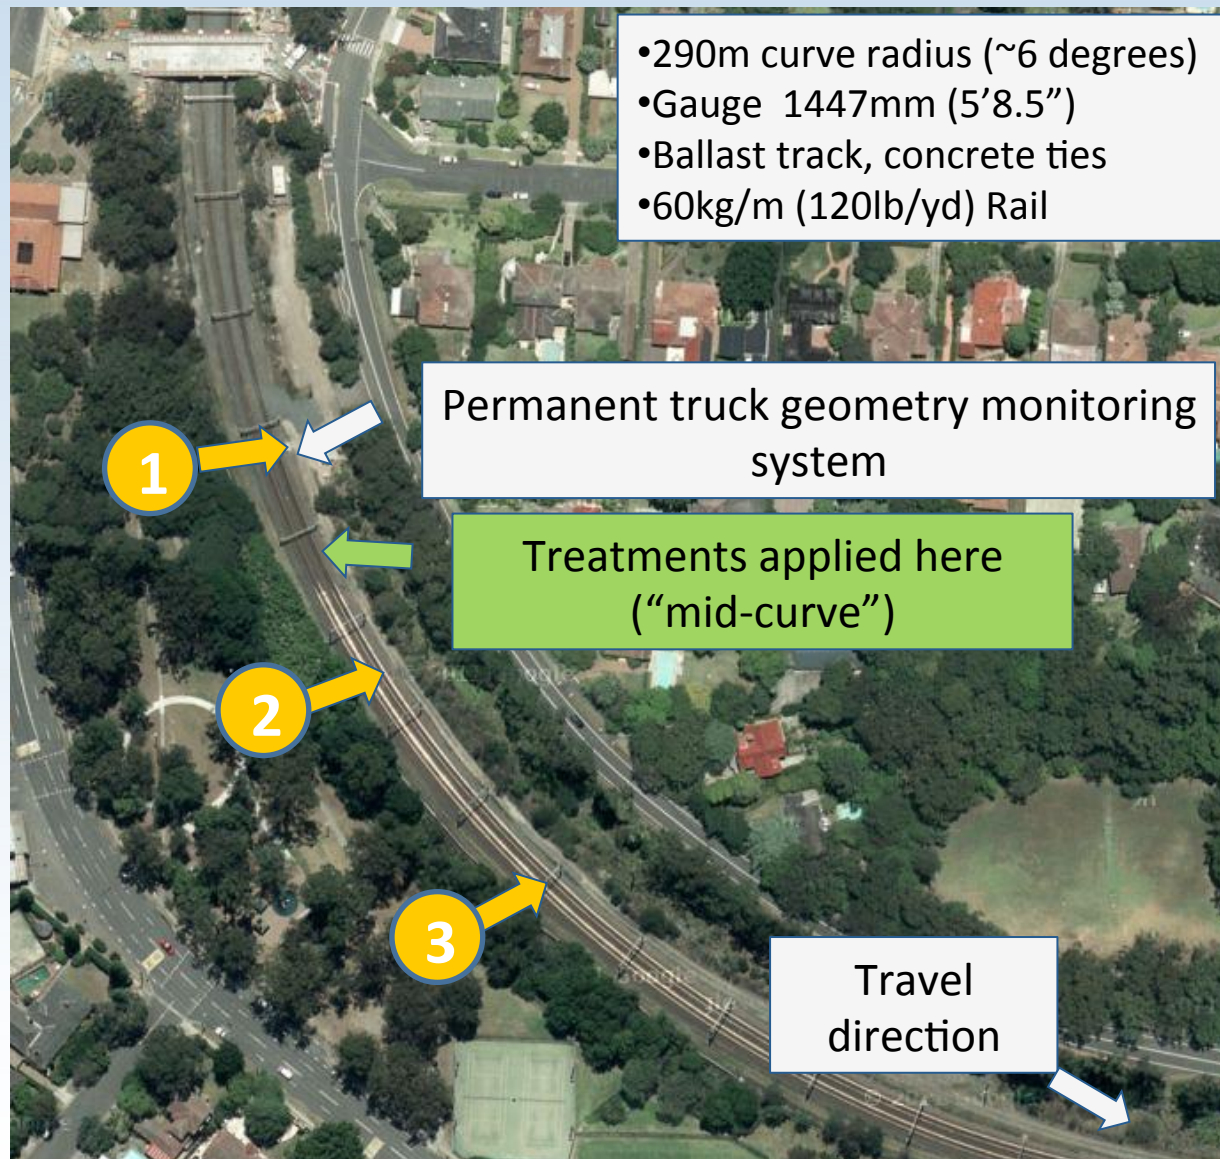 •290m curve radius (~6 degrees)
•Gauge 1447mm (5’8.5”)
•Ballast track, concrete ties
•60kg/m (120lb/yd) Rail
Permanent truck geometry monitoring
system
1
Treatments applied here
(“mid-curve”)
2
3
Travel
direction